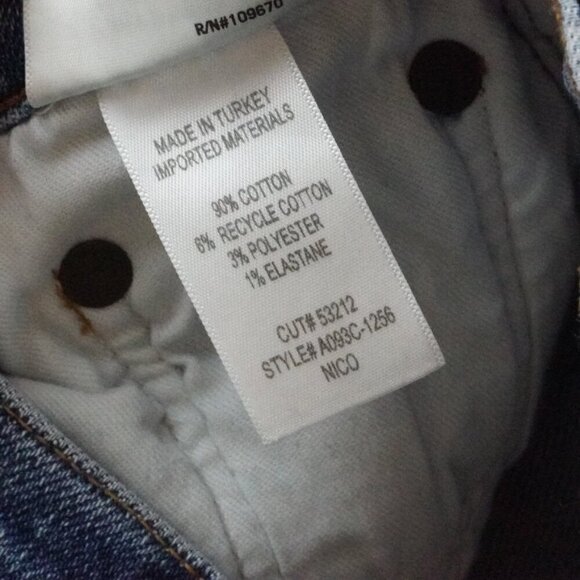 R/N#109670
MADE IN TURKEY
IMPORTED MATERIALS
90% COTTON
6% RECYCLE COTTON
3% POLYESTER
1% ELASTANE
CUT# 53212
STYLE# A093C-1256
NICO